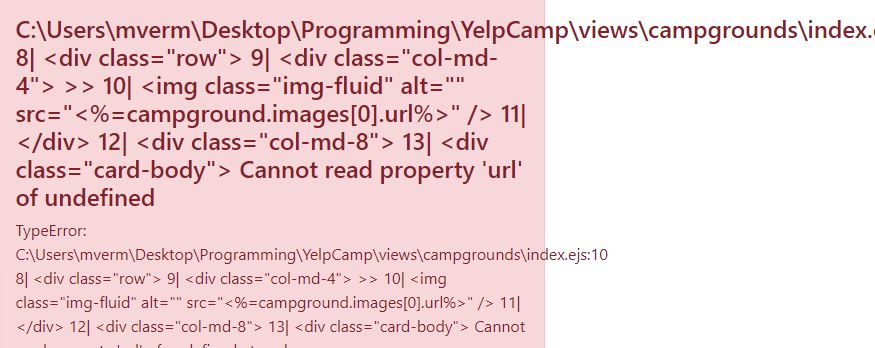 C:\Users\mverm\Desktop\Programming\YelpCamp\views\campgrounds\index.
8| <div class="row"> 9| <div class="col-md-
4"> >> 10| <img class="img-fluid" alt=""
src="<%=campground.images[0].url%>" /> 11|
</div> 12| <div class="col-md-8"> 13| <div
class="card-body"> Cannot read property 'url'
of undefined
TypeError:
C:\Users\mverm\Desktop\Programming\YelpCamp\views\campgrounds\index.ejs:10
8| <div class="row"> 9| <div class="col-md-4"> >> 10| <img
class="img-fluid" alt="" src="<%=campground.images[0].url%>" /> 11|
</div> 12| <div class="col-md-8"> 13| <div class="card-body"> Cannot